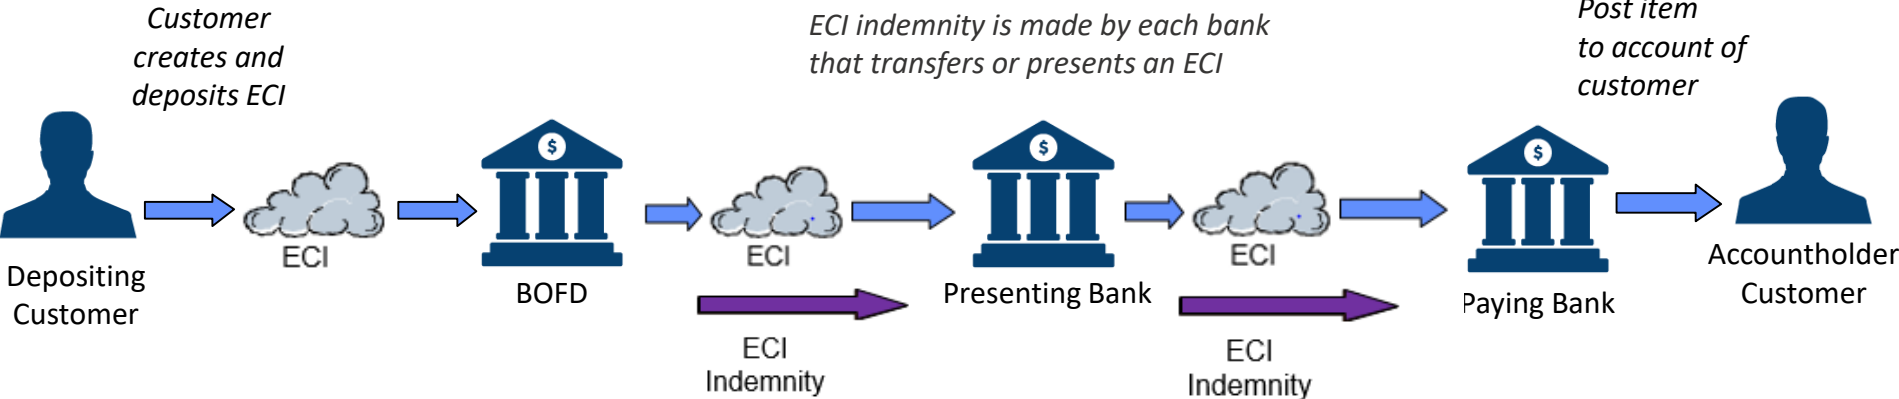 Customer
creates and
deposits ECI
ECI indemnity is made by each bank
that transfers or presents an ECI
Post item
to account of
customer
$
$
$
ECI
ECI
ECI
Depositing
Customer
BOFD
Presenting Bank
Paying Bank
Accountholder
Customer
ECI
Indemnity
ECI
Indemnity